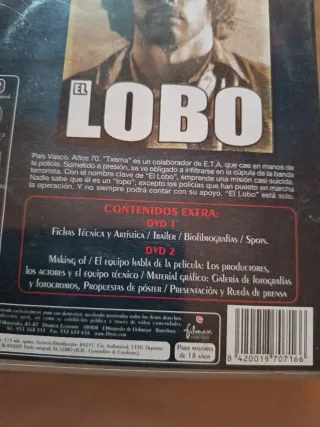 EL
LOBO
País Vasco. Años 70. "Txema" es un colaborador de E.T.A. que cae en manos de
la policía. Sometido a presión, se ve obligado a infiltrarse en la cúpula de la banda
terrorista. Con el nombre clave de "El Lobo", emprende una misión casi suicida.
Nadie sabe que él es un "topo", excepto los policías que han puesto en marcha
la operación. Y no siempre podrá contar con su apoyo. "El Lobo" está solo.
CONTENIDOS EXTRA:
DVD 1
Fichas Técnica y Artística / Trailer / Biofilmografías / Spots.
DVD 2
Making of / El equipo habla de la película: Los productores,
los actores y el equipo técnico / Material gráfico: Galería de fotografías
y fotocromos, Propuestas de póster / Presentación y Rueda de prensa
filmax
PARA MAYORES
de 18 AÑOS
8 420018 707166